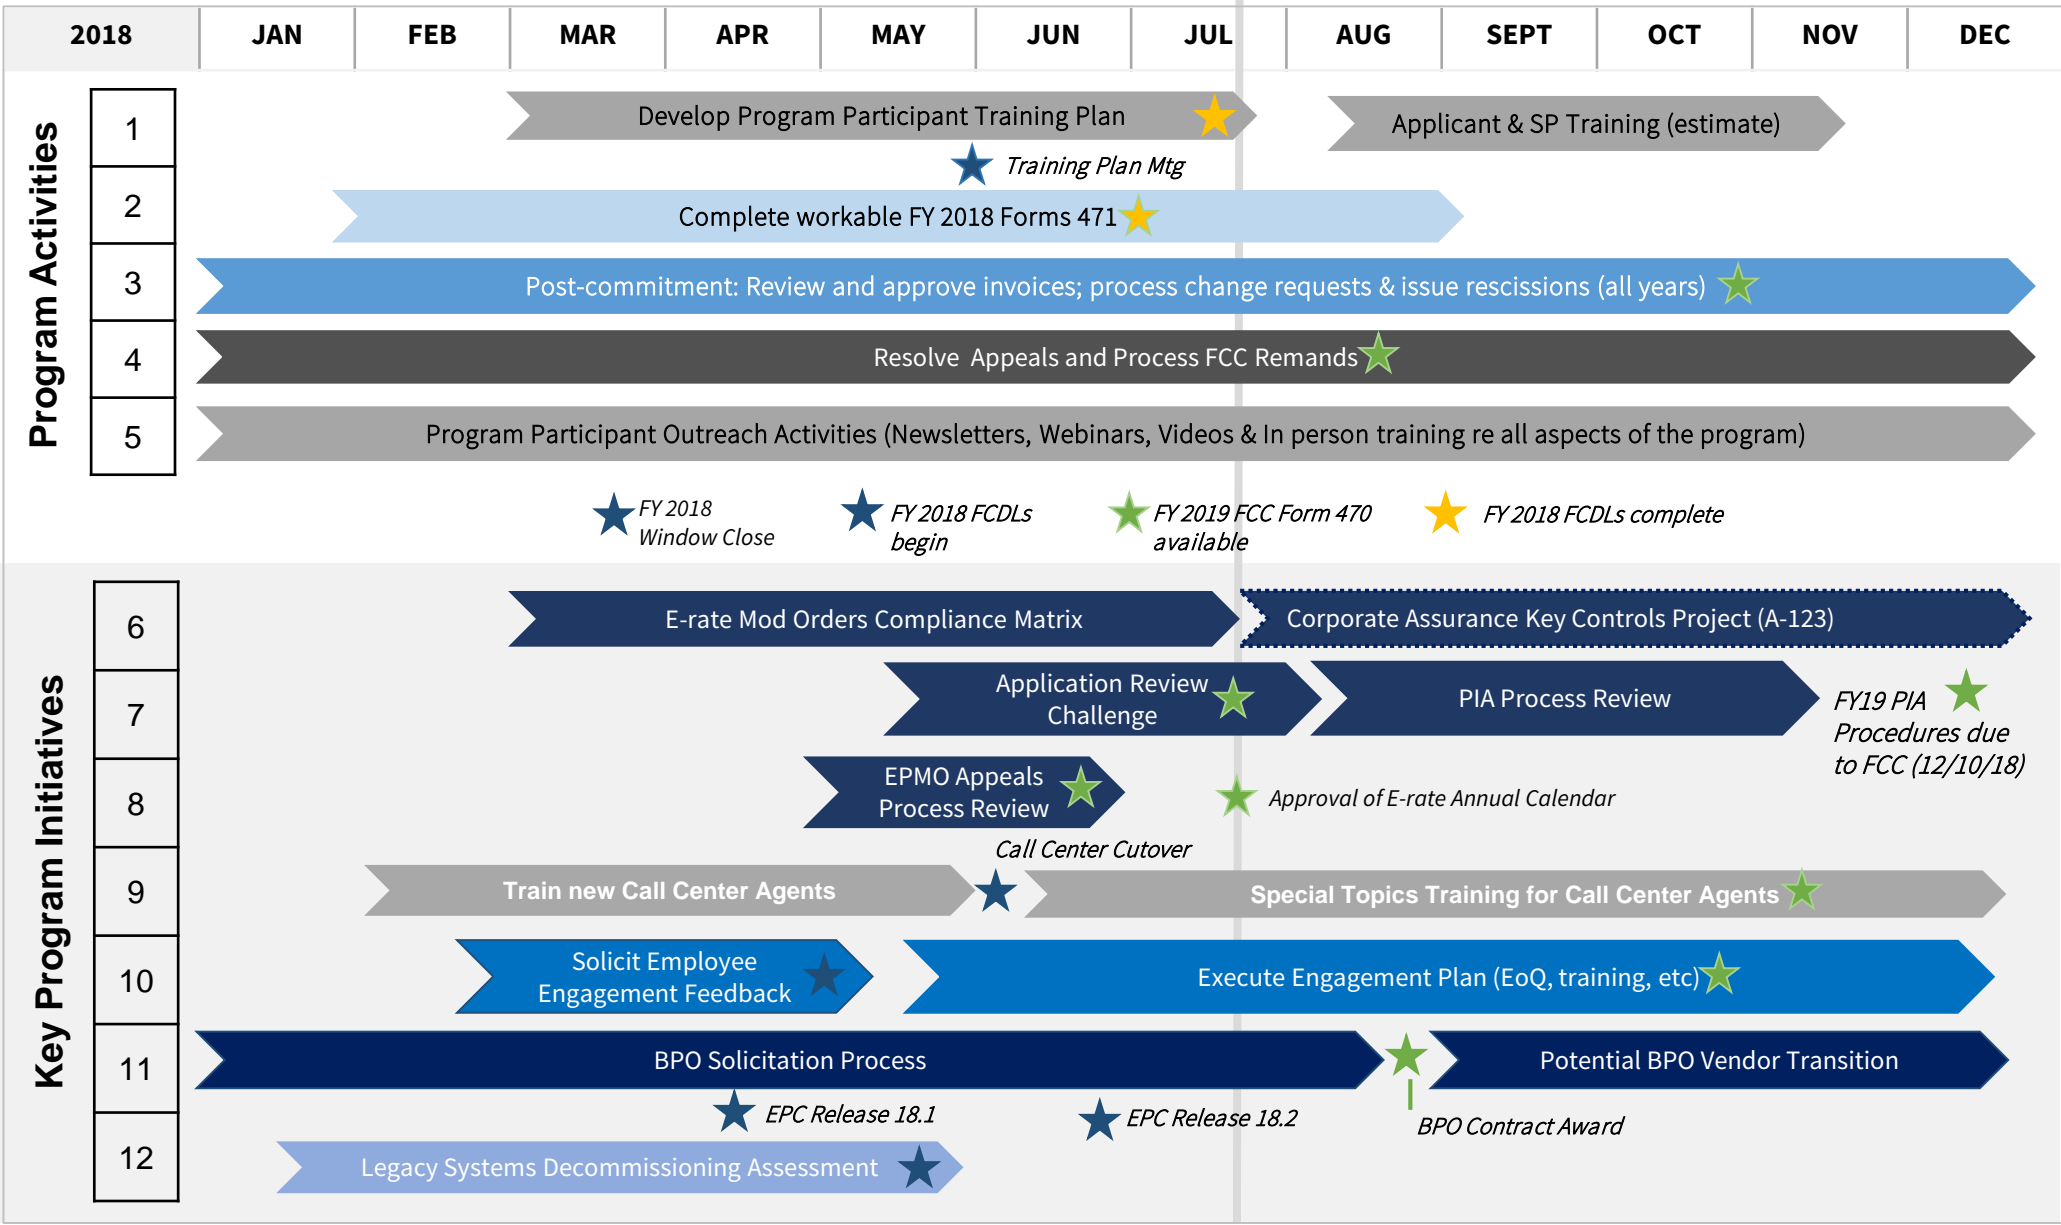 2018 JAN FEB MAR APR MAY JUN JUL AUG SEPT OCT NOV DEC
Program Activities
1
Develop Program Participant Training Plan
Applicant & SP Training (estimate)
Training Plan Mtg
2
Complete workable FY 2018 Forms 471
3
Post-commitment: Review and approve invoices; process change requests & issue rescissions (all years)
4
Resolve Appeals and Process FCC Remands
5
Program Participant Outreach Activities (Newsletters, Webinars, Videos & In person training re all aspects of the program)
FY 2018
Window Close
FY 2018 FCDLs
begin
FY 2019 FCC Form 470
available
FY 2018 FCDLs complete
Key Program Initiatives
6
E-rate Mod Orders Compliance Matrix
Corporate Assurance Key Controls Project (A-123)
7
Application Review
Challenge
PIA Process Review
FY19 PIA
Procedures due
to FCC (12/10/18)
8
EPMO Appeals
Process Review
Approval of E-rate Annual Calendar
Call Center Cutover
9
Train new Call Center Agents
Special Topics Training for Call Center Agents
10
Solicit Employee
Engagement Feedback
Execute Engagement Plan (EoQ, training, etc)
11
BPO Solicitation Process
Potential BPO Vendor Transition
EPC Release 18.1
EPC Release 18.2
BPO Contract Award
12
Legacy Systems Decommissioning Assessment